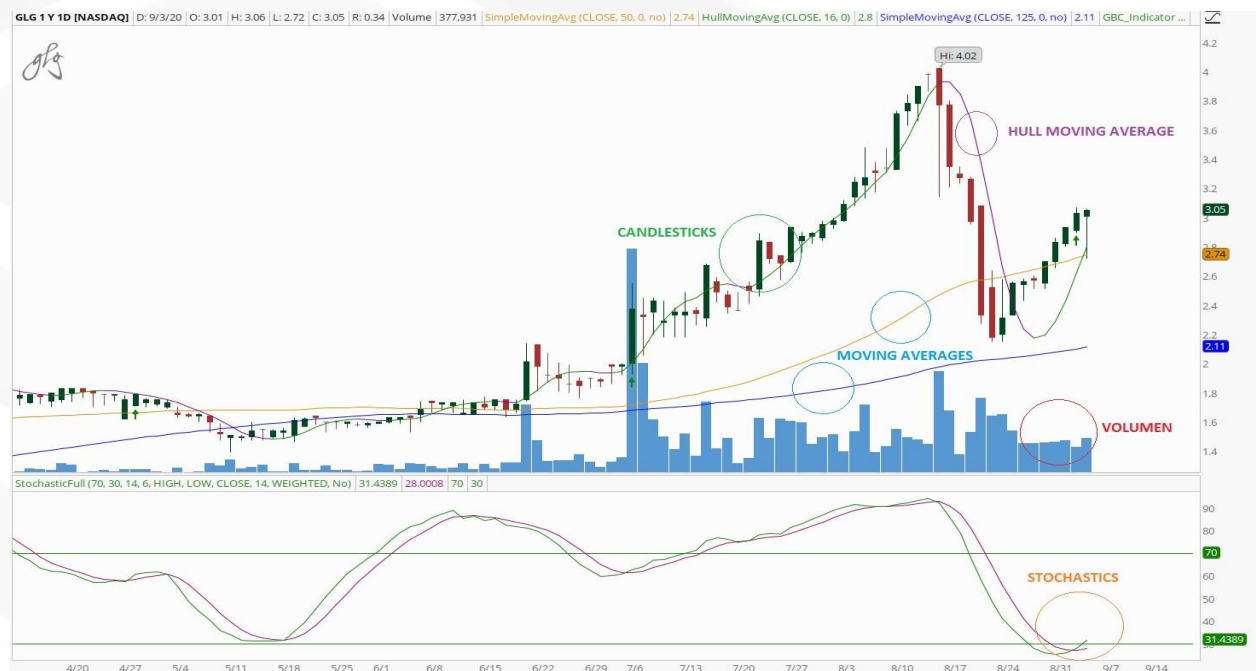 GLG 1 Y 1D [NASDAQ] D: 9/3/20 O: 3.01 H: 3.06 L: 2.72 C: 3.05 R: 0.34 Volume 377,931 SimpleMovingAvg (CLOSE, 50, 0, no) 2.74 HullMovingAvg (CLOSE, 16, 0) 2.8 SimpleMovingAvg (CLOSE, 125, 0, no) 2.11 GBC_Indicator ...
glg
4.2
Hi: 4.02
4
3.8
3.6
HULL MOVING AVERAGE
3.4
3.2
3.05
3
CANDLESTICKS
2.8
2.74
2.6
2.4
2.2
2.11
MOVING AVERAGES
2
1.8
1.6
VOLUMEN
1.4
StochasticFull (70, 30, 14, 6, HIGH, LOW, CLOSE, 14, WEIGHTED, No) 31.4389 28.0008 70 30
90
80
70
60
STOCHASTICS
50
40
31.4389
4/20 4/27 5/4 5/11 5/18 5/25 6/1 6/8 6/15 6/22 6/29 7/6 7/13 7/20 7/27 8/3 8/10 8/17 8/24 8/31 9/7 9/14